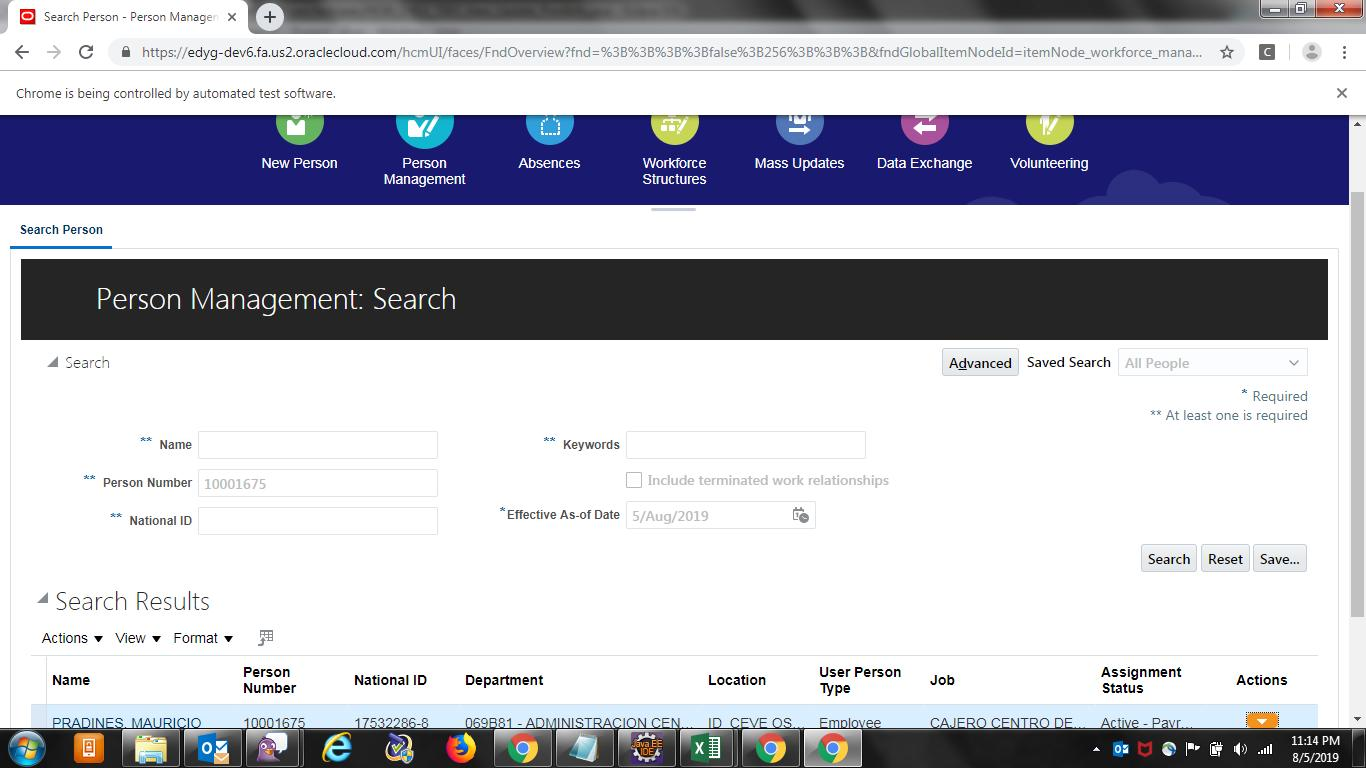 Search Person - Person Managen
https://edyg-dev6.fa.us2.oraclecloud.com/hcmUI/faces/FndOverview?fnd=%3B%3B%3B%3Bfalse%3B256%3B%3B%3B&fndGlobalItemNodeId=itemNode_workforce_mana...
C
Chrome is being controlled by automated test software.
New Person
Person Management
Absences
Workforce Structures
Mass Updates
Data Exchange
Volunteering
Search Person
Person Management: Search
Search
Advanced Saved Search All People
* Required
** At least one is required
** Name
** Keywords
** Person Number 10001675
Include terminated work relationships
** National ID
*Effective As-of Date 5/Aug/2019
Search Reset Save...
Search Results
Actions View Format
Name Person Number National ID Department Location User Person Type Job Assignment Status Actions
PRADINES, MAURICIO 10001675 17532286-8 069B81 - ADMINISTRACION CEN... ID_CEVE OS... Employee CAJERO CENTRO DE... Active - Payr...
Java EE
IDE
11:14 PM
8/5/2019